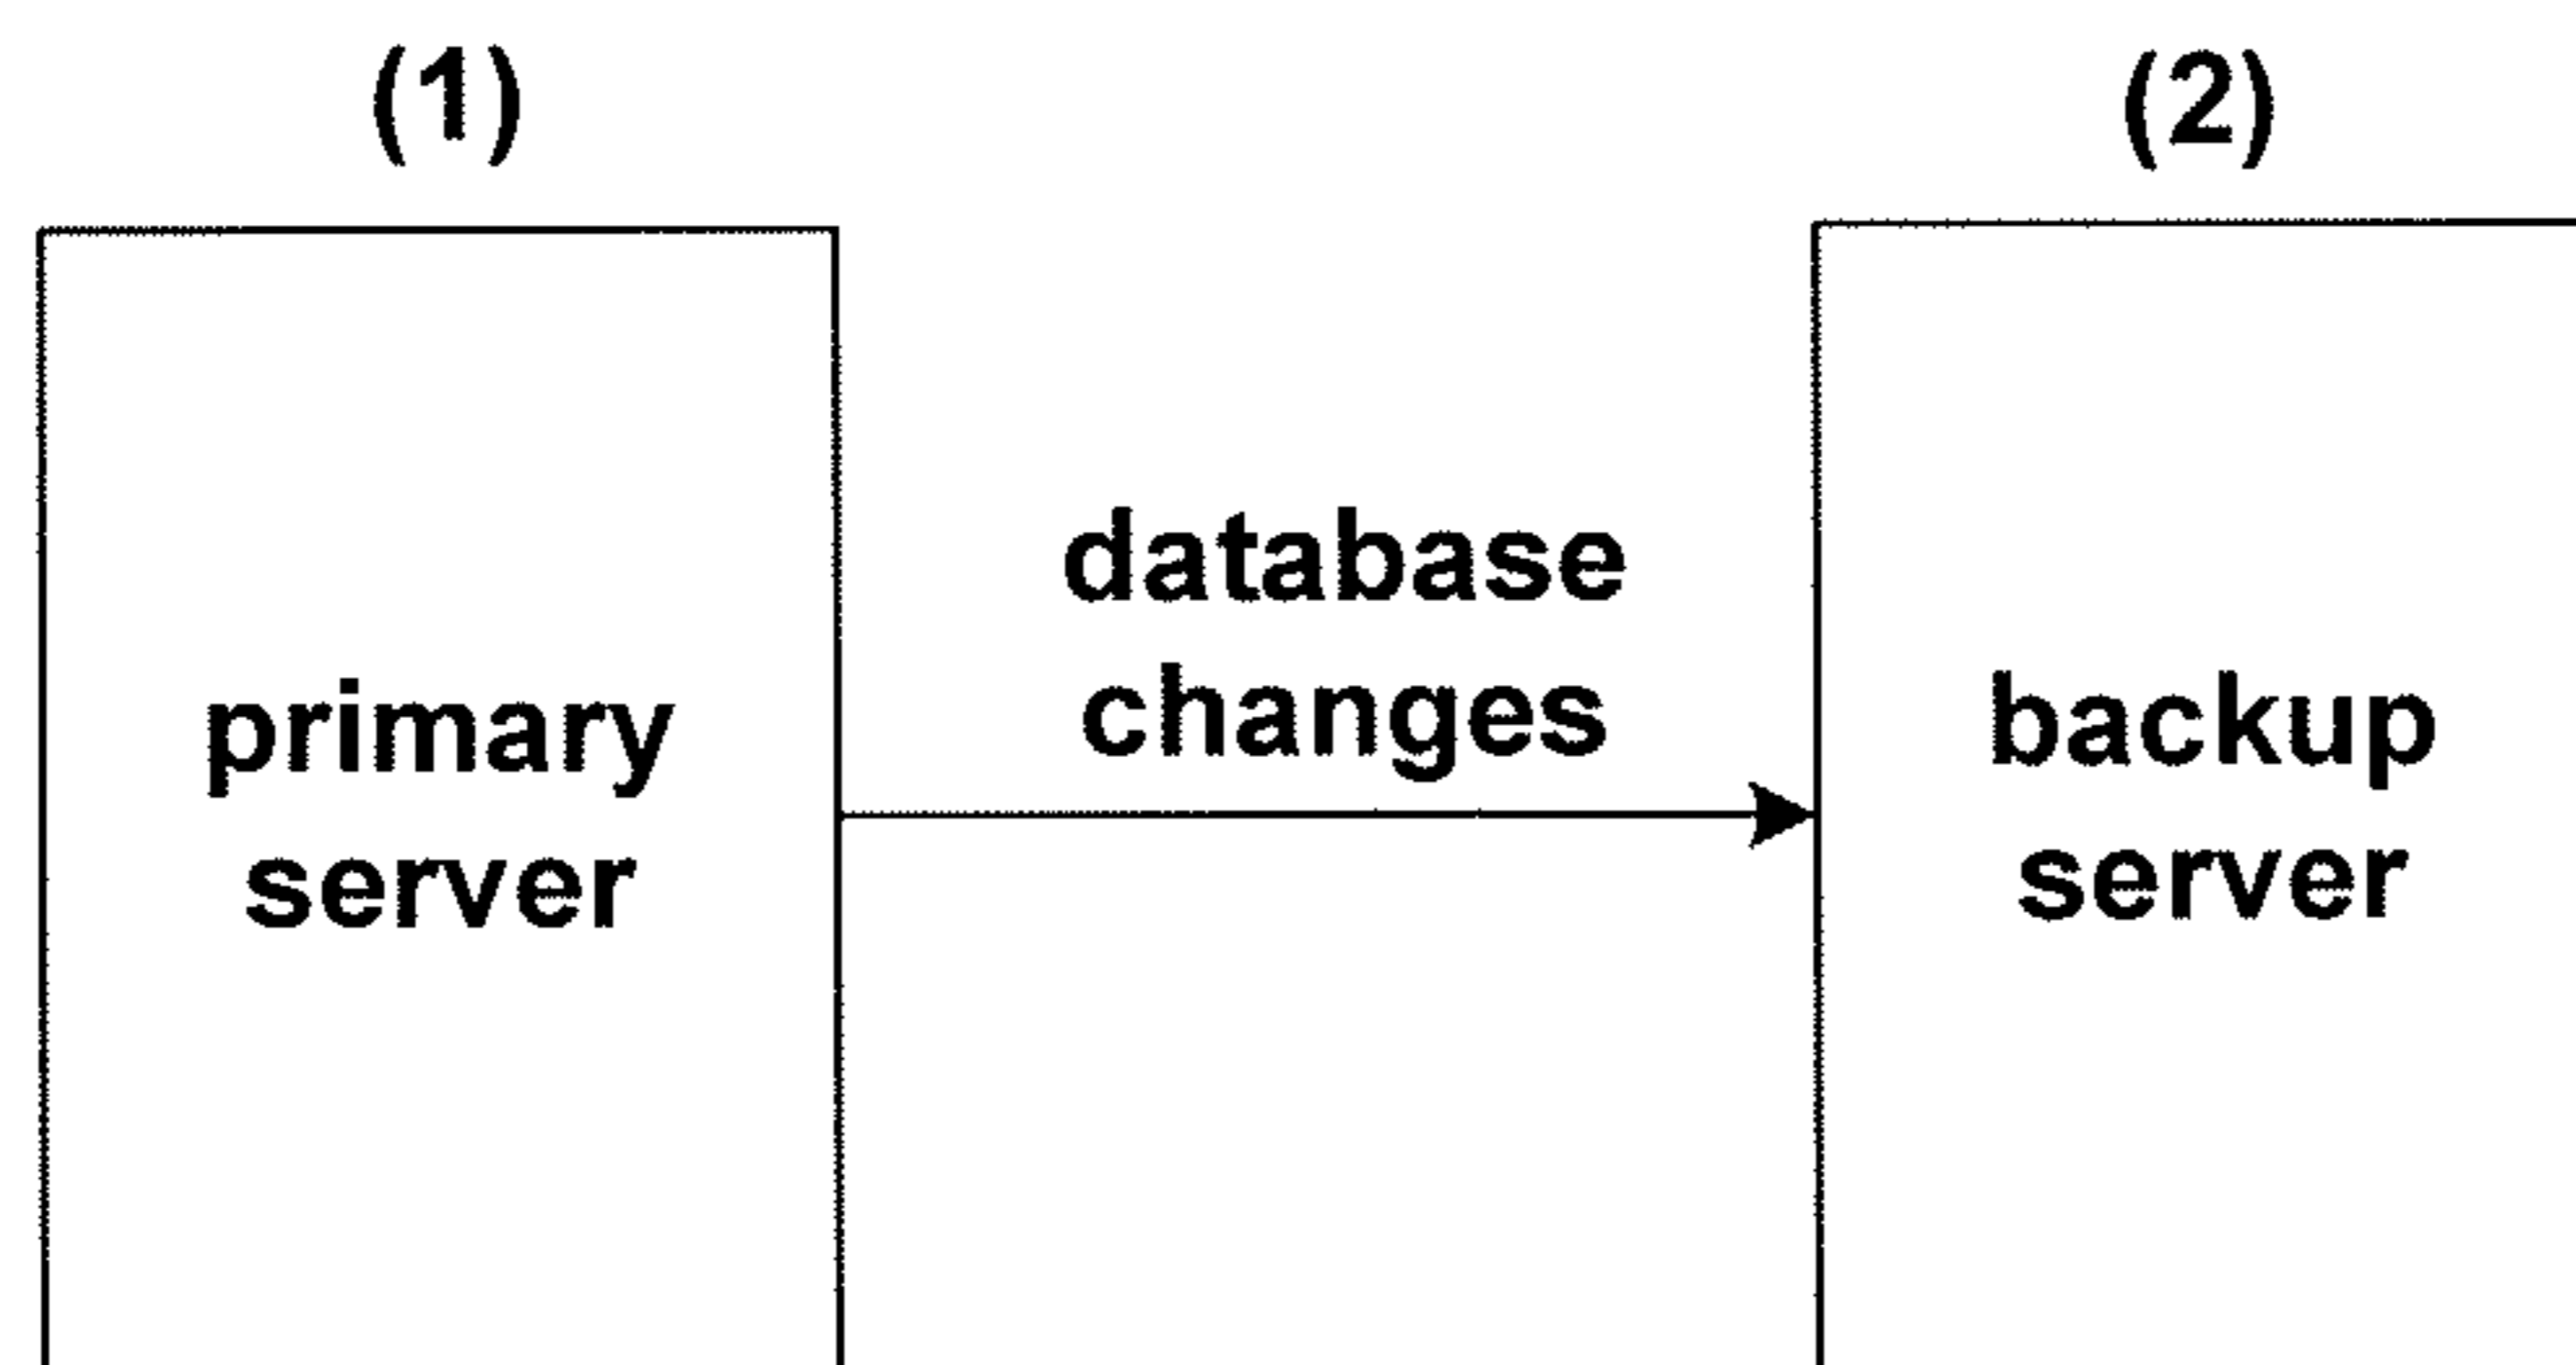 (1)
(2)
primary
server
database
changes
backup
server